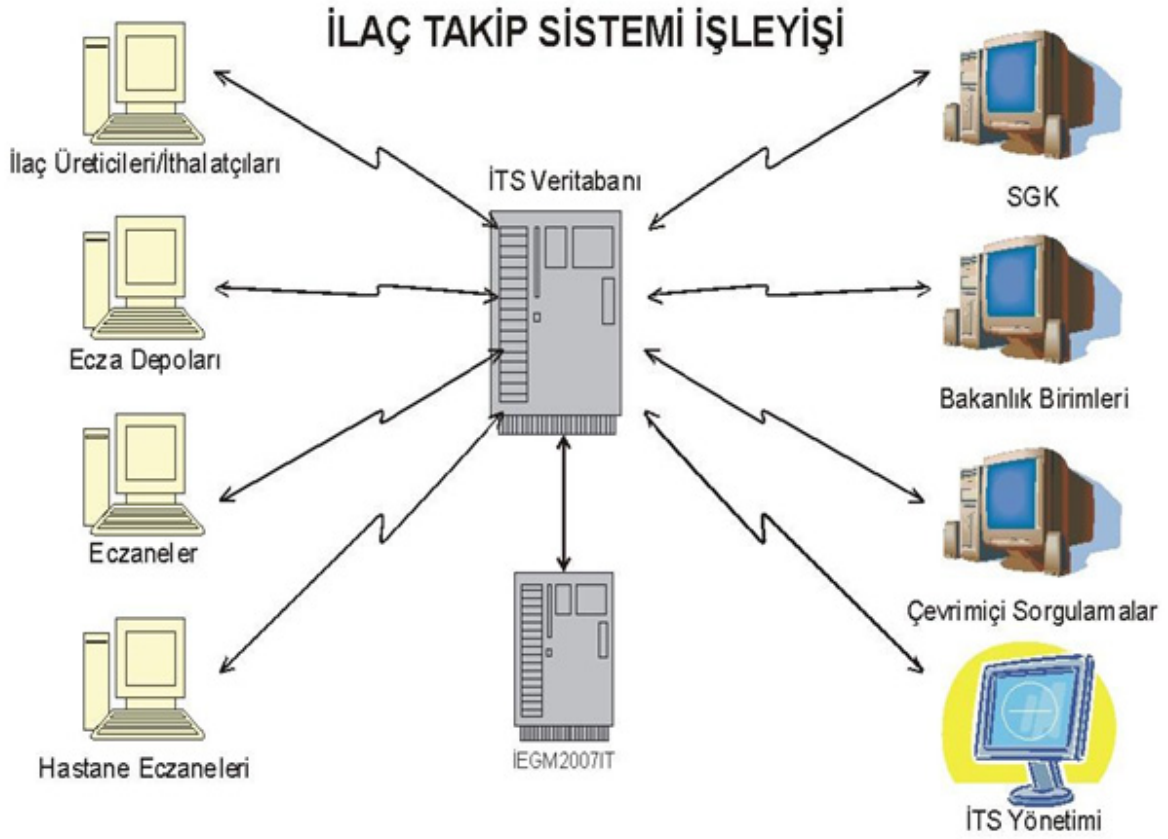 İLAÇ TAKİP SİSTEMİ İŞLEYİŞİ
İlaç Üreticileri/İthalatçıları
İTS Veritabanı
SGK
Ecza Depoları
Bakanlık Birimleri
Eczaneler
Çevrimiçi Sorgulamalar
Hastane Eczaneleri
İEGM2007IT
İTS Yönetimi